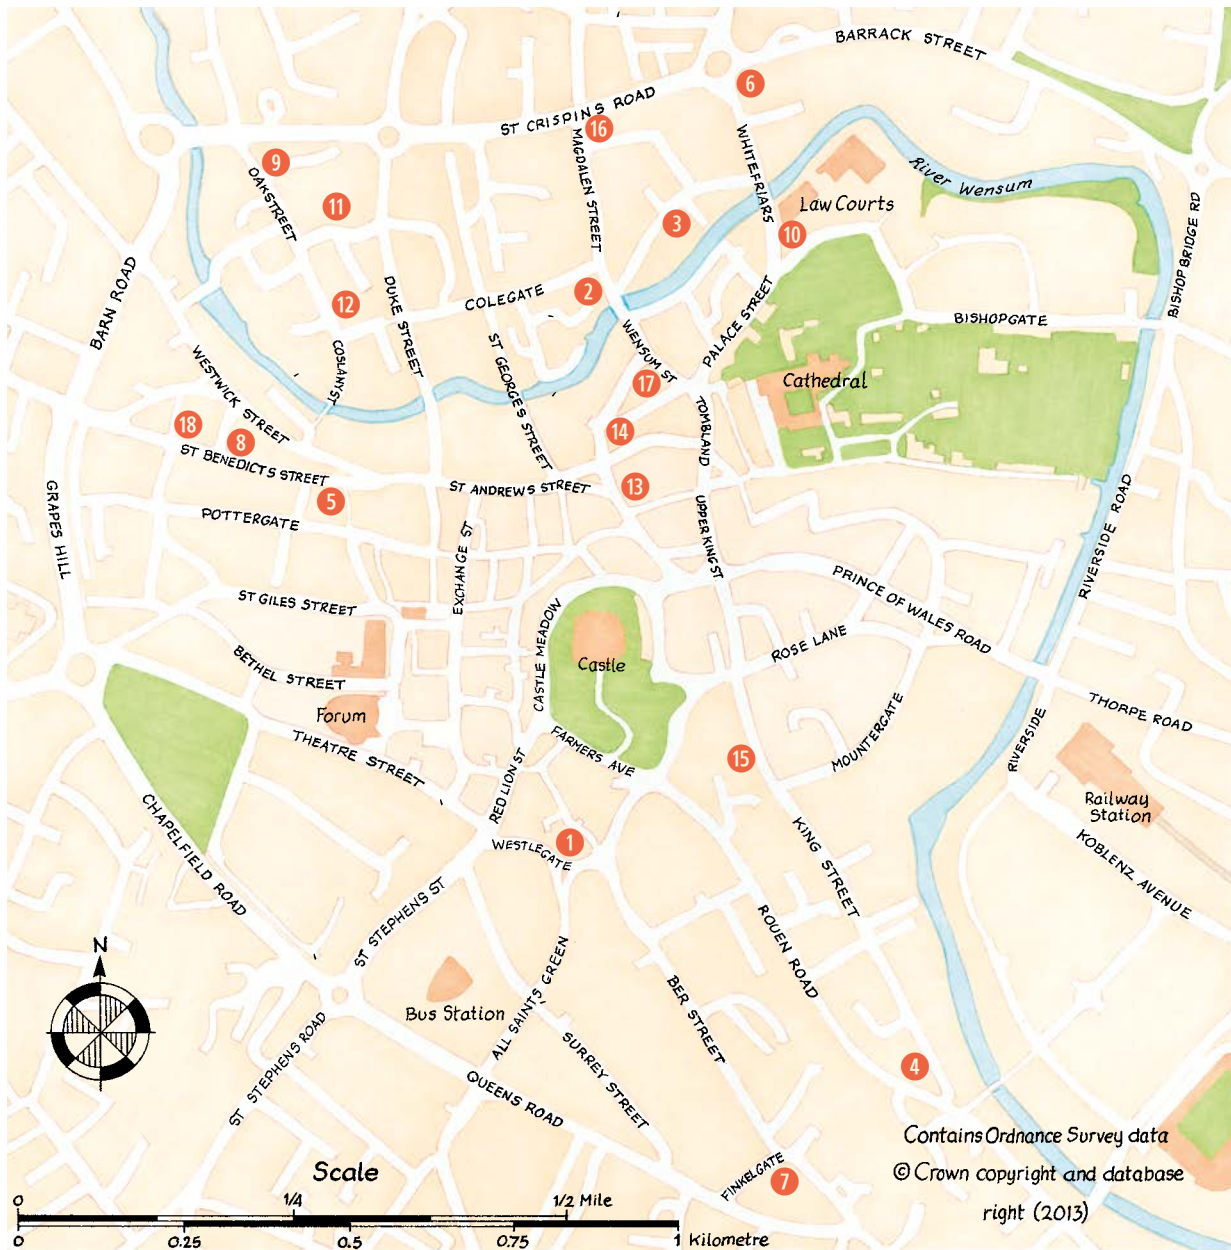 BARRACK STREET
6
ST CRISPINS ROAD
16
MAGDALEN STREET
WHITEFRIARS
9
OAKSTREET
11
3
10
Law Courts
River Wensum
BISHOP BRIDGE RD
BARN ROAD
12
DUKE STREET
COLEGATE
2
WENSUM ST
PALACE STREET
BISHOPGATE
COSLANY ST
ST GEORGES STREET
WESTWICK STREET
17
Cathedral
TOMBLAND
18
8
14
ST BENEDICTS STREET
5
ST ANDREWS STREET
13
GRAPES HILL
POTTERGATE
EXCHANGE ST
UPPER KING ST
RIVERSIDE ROAD
PRINCE OF WALES ROAD
ST GILES STREET
CASTLE MEADOW
ROSE LANE
BETHEL STREET
Castle
Forum
THEATRE STREET
FARMERS AVE
RED LION ST
MOUNTERGATE
15
RIVERSIDE
THORPE ROAD
Railway
Station
CHAPELFIELD ROAD
WESTLEGATE
1
KING STREET
KOBLENZ AVENUE
ST STEPHENS ST
ROUEN ROAD
N
Bus Station
ALL SAINTS GREEN
BER STREET
SURREY STREET
ST STEPHENS ROAD
QUEENS ROAD
4
FINKELGATE
7
Contains Ordnance Survey data
© Crown copyright and database
right (2013)
Scale
0 1/4 1/2 Mile
0 0.25 0.5 0.75 1 Kilometre